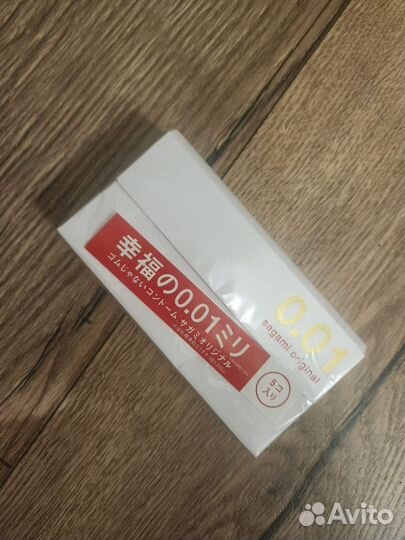 0.01
sagami original
幸福の0.01ミリ
ゴムじゃないコンドーム サガミオリジナル
5コ
入り
Avito